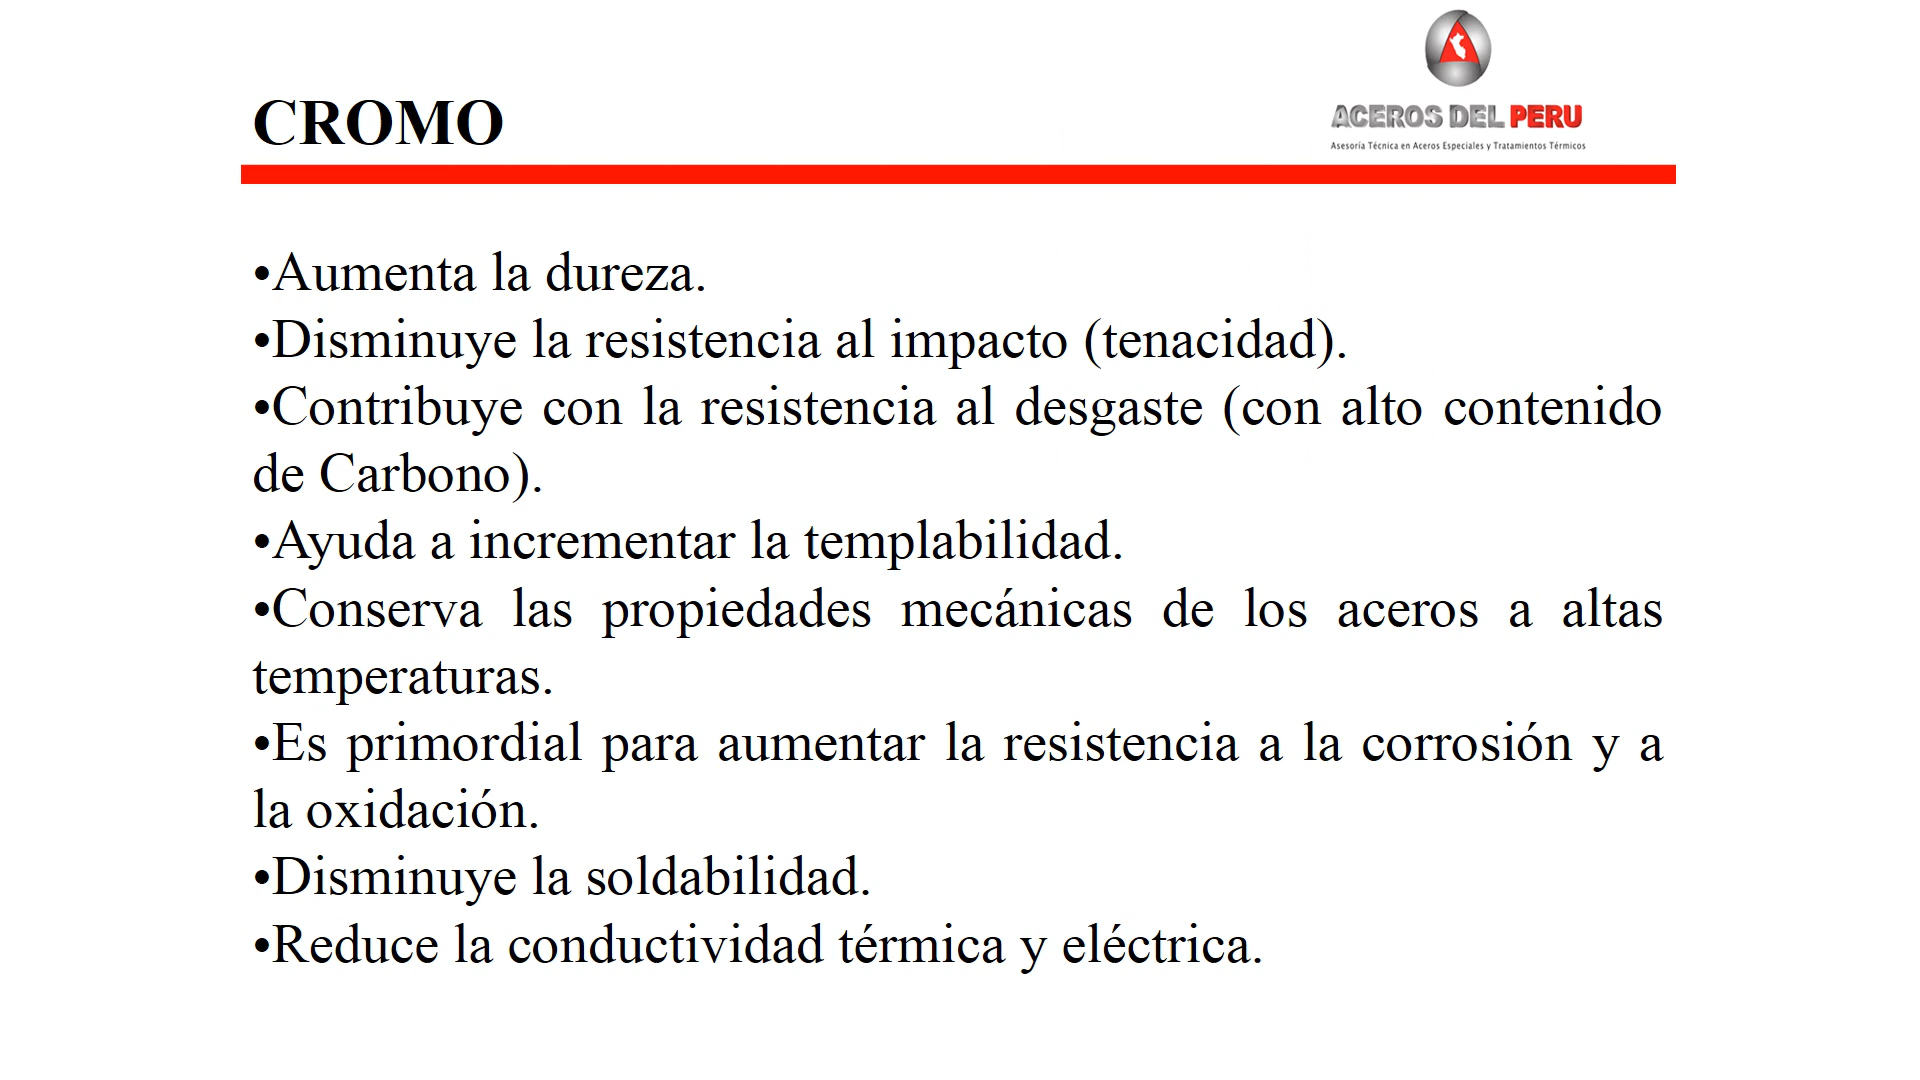 CROMO
ACEROS DEL PERU
Asesoría Técnica en Aceros Especiales y Tratamientos Térmicos
•Aumenta la dureza.
•Disminuye la resistencia al impacto (tenacidad).
•Contribuye con la resistencia al desgaste (con alto contenido
de Carbono).
•Ayuda a incrementar la templabilidad.
•Conserva las propiedades mecánicas de los aceros a altas
temperaturas.
•Es primordial para aumentar la resistencia a la corrosión y a
la oxidación.
•Disminuye la soldabilidad.
•Reduce la conductividad térmica y eléctrica.